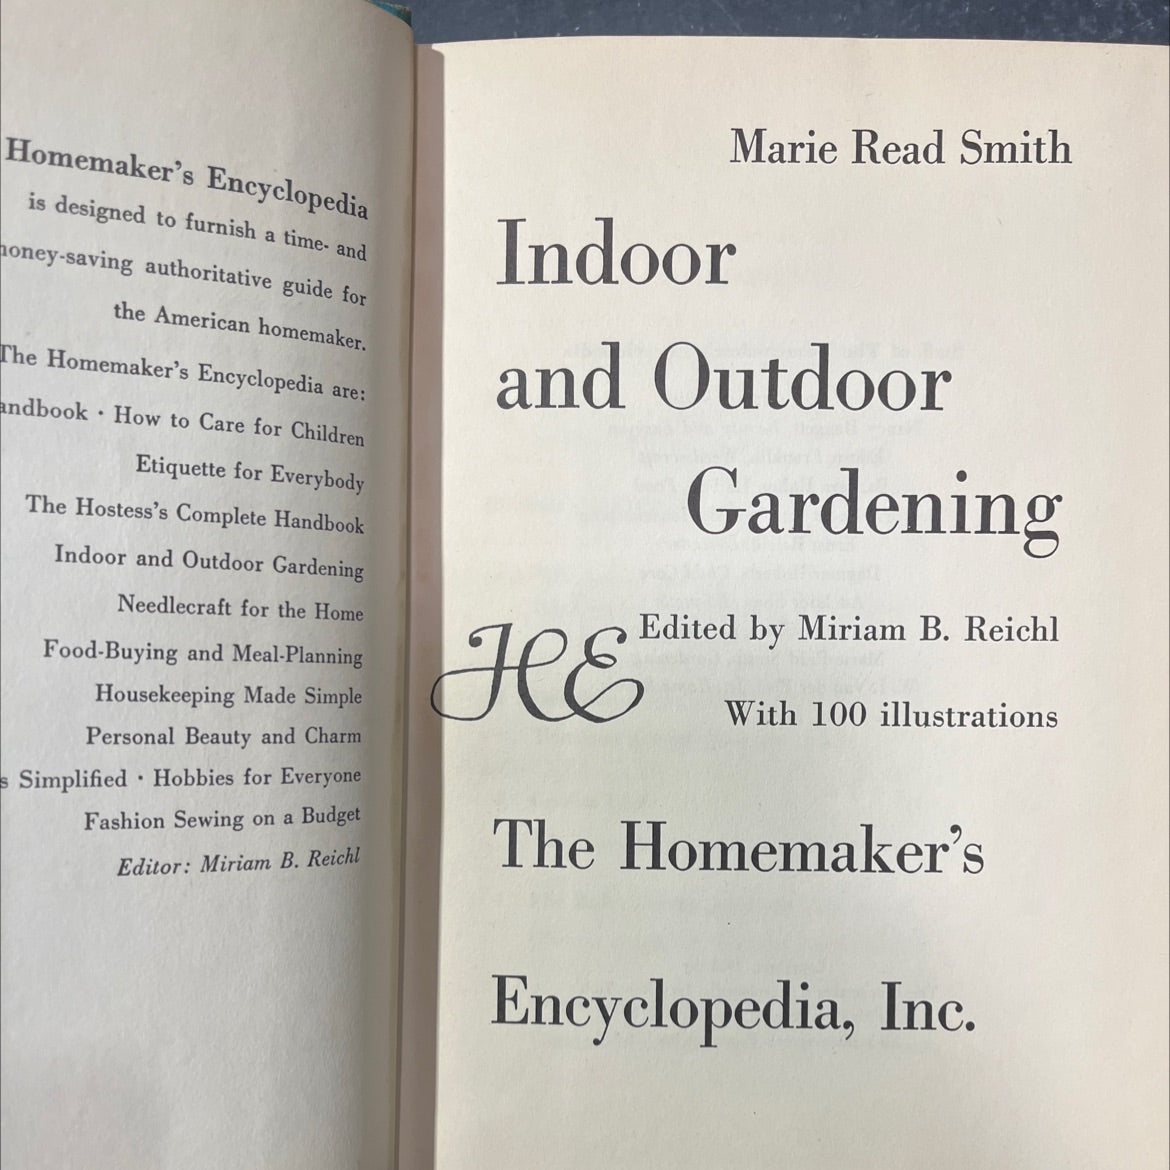 Homemaker's Encyclopedia
is designed to furnish a time- and
money-saving authoritative guide for
the American homemaker.
The Homemaker's Encyclopedia are:
· How to Care for Children
Etiquette for Everybody
The Hostess's Complete Handbook
Indoor and Outdoor Gardening
Needlecraft for the Home
Food-Buying and Meal-Planning
Housekeeping Made Simple
Personal Beauty and Charm
Simplified · Hobbies for Everyone
Fashion Sewing on a Budget
Editor: Miriam B. Reichl
Marie Read Smith
Indoor
and Outdoor
Gardening
HE
Edited by Miriam B. Reichl
With 100 illustrations
The Homemaker's
Encyclopedia, Inc.